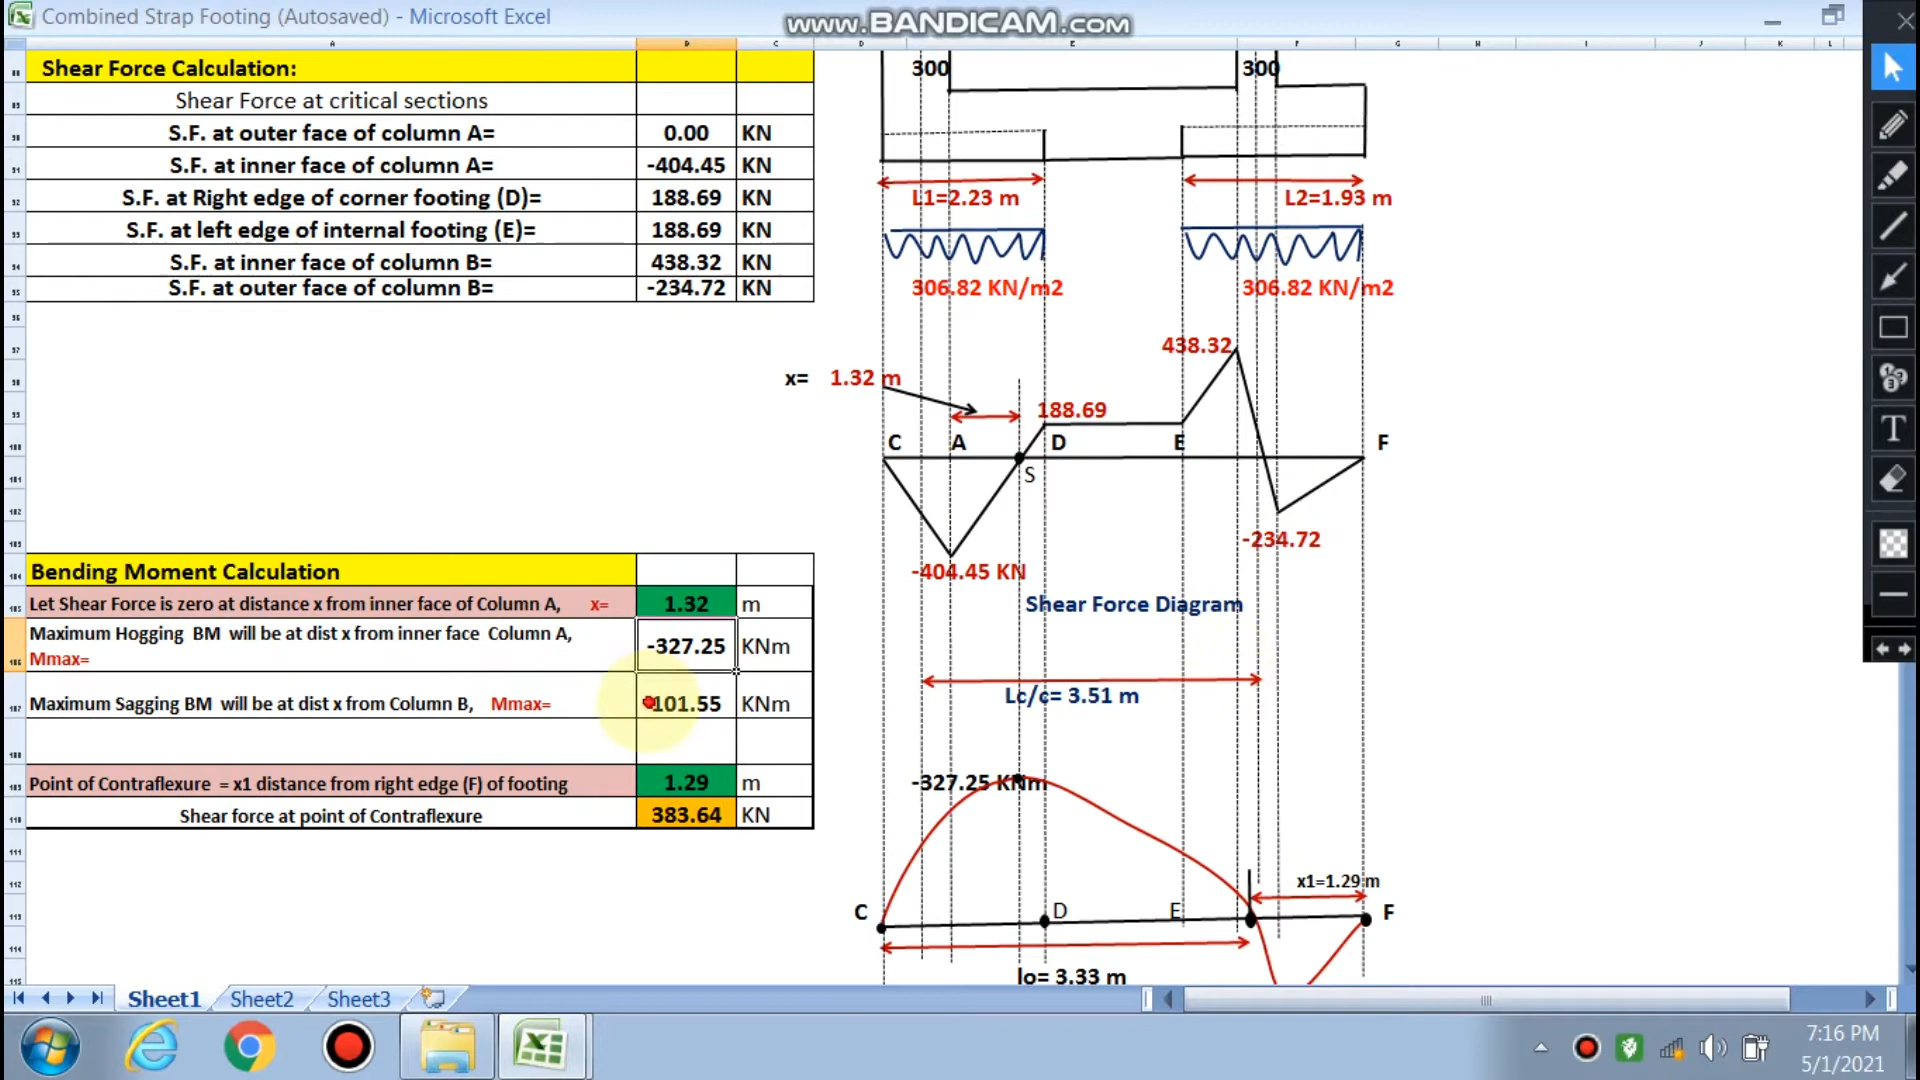 Combined Strap Footing (Autosaved) - Microsoft Excel
www.BANDICAM.com
Shear Force Calculation:
Shear Force at critical sections
S.F. at outer face of column A= 0.00 KN
S.F. at inner face of column A= -404.45 KN
S.F. at Right edge of corner footing (D)= 188.69 KN
S.F. at left edge of internal footing (E)= 188.69 KN
S.F. at inner face of column B= 438.32 KN
S.F. at outer face of column B= -234.72 KN
300 300
L1=2.23 m L2=1.93 m
306.82 KN/m2 306.82 KN/m2
438.32
x= 1.32 m
188.69
C A D E F
S
-234.72
-404.45 KN
Shear Force Diagram
Bending Moment Calculation
Let Shear Force is zero at distance x from inner face of Column A, x= 1.32 m
Maximum Hogging BM will be at dist x from inner face Column A,
Mmax= -327.25 KNm
Maximum Sagging BM will be at dist x from Column B, Mmax= 101.55 KNm
Point of Contraflexure = x1 distance from right edge (F) of footing 1.29 m
Shear force at point of Contraflexure 383.64 KN
Lc/c= 3.51 m
-327.25 KNm
x1=1.29 m
C D E F
lo= 3.33 m
Sheet1 Sheet2 Sheet3
7:16 PM
5/1/2021